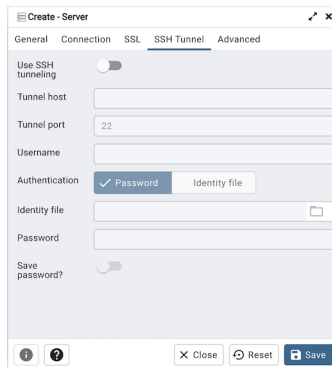 Create - Server
General Connection SSL SSH Tunnel Advanced
Use SSH
tunneling
Tunnel host
Tunnel port 22
Username
Authentication Password Identity file
Identity file
Password
Save
password?
Close Reset Save